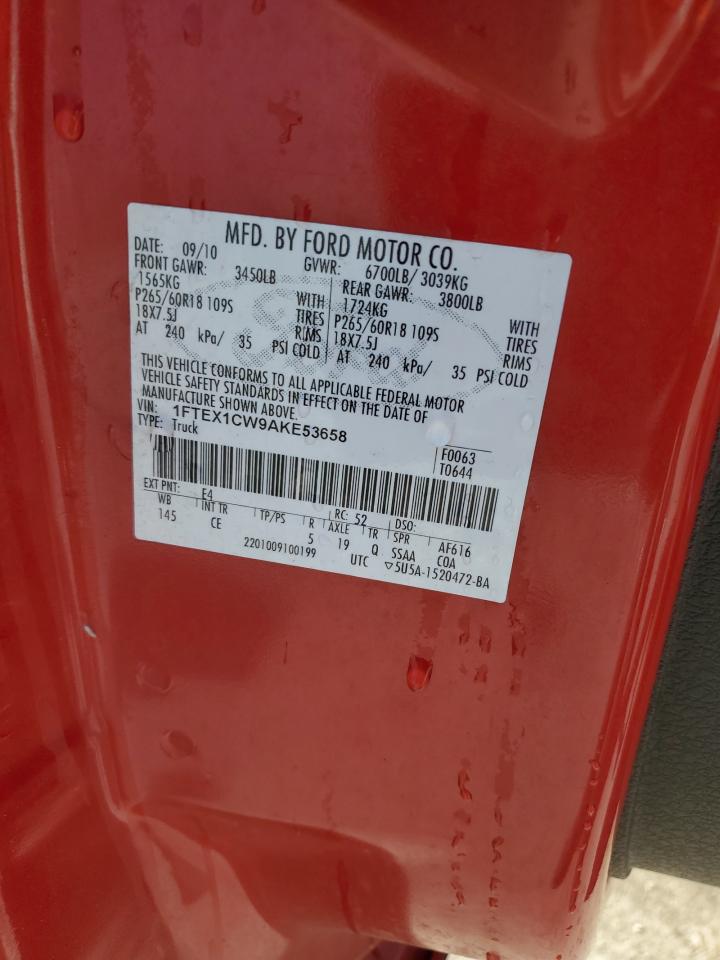 MFD. BY FORD MOTOR CO.
DATE: 09/10 GVWR: 6700LB/ 3039KG
FRONT GAWR: 3450LB REAR GAWR: 3800LB
1565KG WITH 1724KG WITH
P265/60R18 109S TIRES P265/60R18 109S TIRES
18X7.5J RIMS 18X7.5J RIMS
AT 240 kPa/ 35 PSI COLD AT 240 kPa/ 35 PSI COLD
THIS VEHICLE CONFORMS TO ALL APPLICABLE FEDERAL MOTOR
VEHICLE SAFETY STANDARDS IN EFFECT ON THE DATE OF
MANUFACTURE SHOWN ABOVE.
VIN: 1FTEX1CW9AKE53658
TYPE: Truck F0063
T0644
EXT PNT: E4 RC: 52 DSO:
WB INT TR TP/PS R AXLE TR SPR AF616
145 CE 5 19 Q SSAA COA
2201009100199 UTC ▽5U5A-1520472-BA